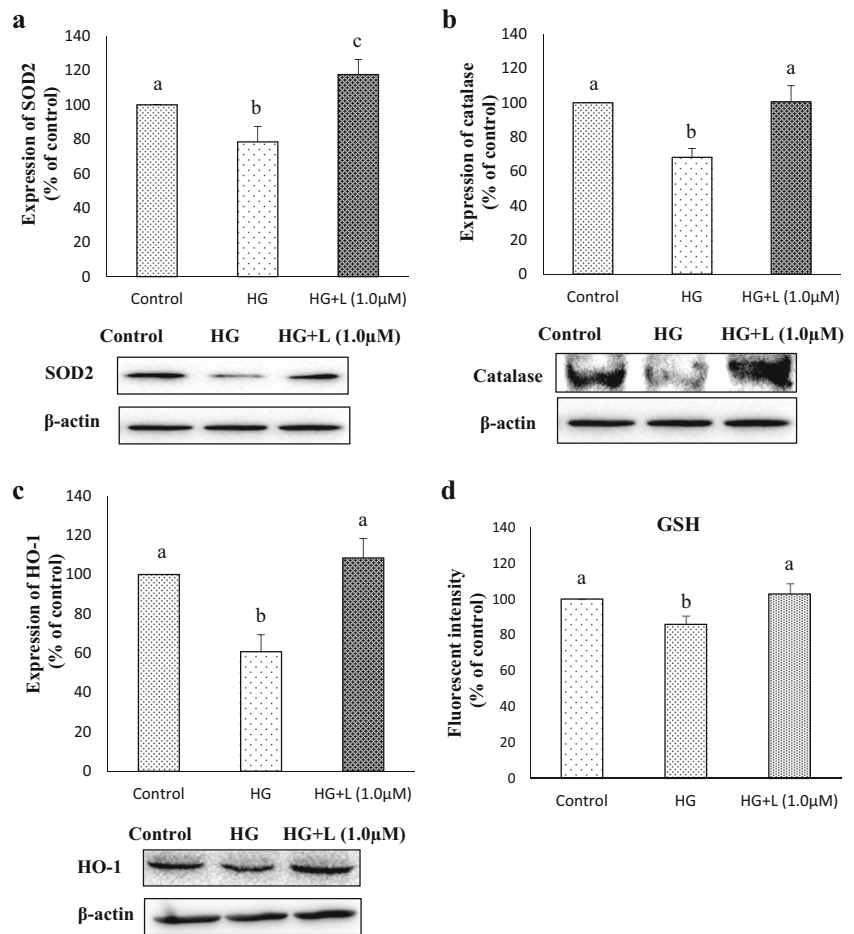 a
Expression of SOD2
(% of control)
140
120
100
80
60
40
20
0
a
b
c
Control
HG
HG+L (1.0μM)
Control
HG
HG+L (1.0μM)
SOD2
β-actin
b
Expression of catalase
(% of control)
140
120
100
80
60
40
20
0
a
b
a
Control
HG
HG+L (1.0μM)
Control
HG
HG+L (1.0μM)
Catalase
β-actin
c
Expression of HO-1
(% of control)
140
120
100
80
60
40
20
0
a
b
a
Control
HG
HG+L (1.0μM)
Control
HG
HG+L (1.0μM)
HO-1
β-actin
d
GSH
Fluorescent intensity
(% of control)
140
120
100
80
60
40
20
0
a
b
a
Control
HG
HG+L (1.0μM)